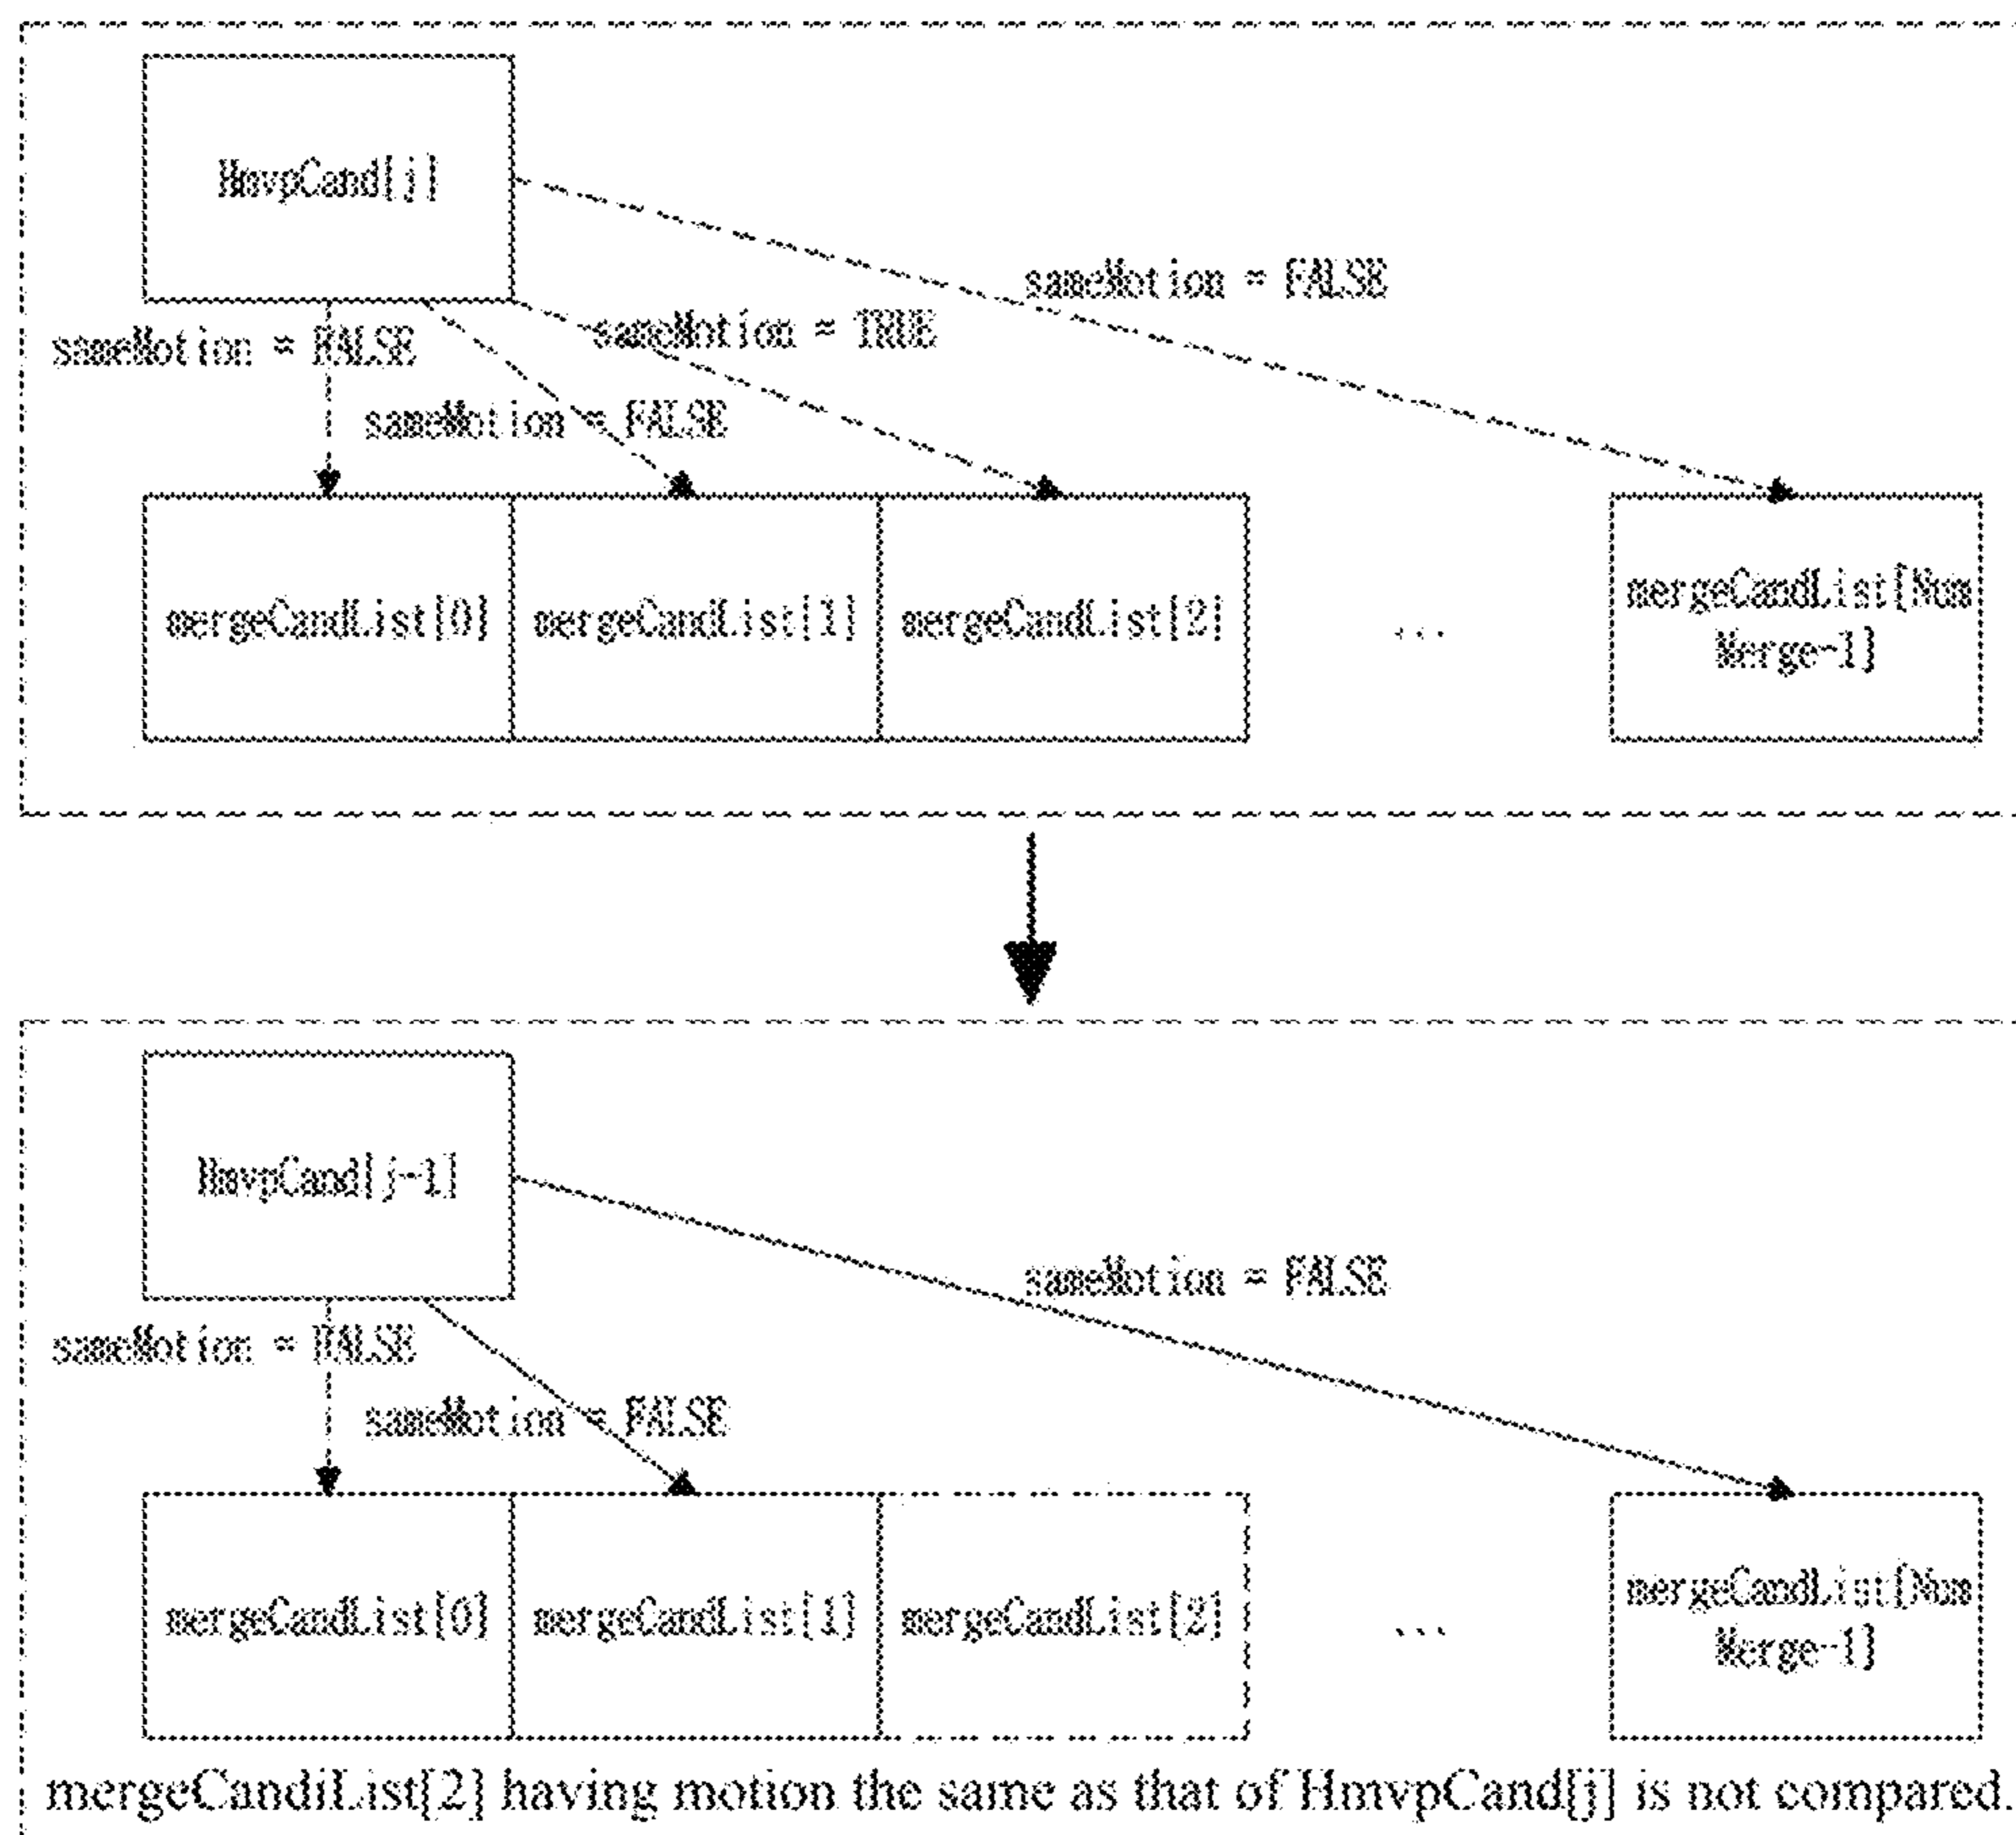 HmvpCand[j]
sameMotion = FALSE
sameMotion = TRUE
sameMotion = FALSE
sameMotion = FALSE
mergeCandList[0]
mergeCandList[1]
mergeCandList[2]
...
mergeCandList[Num
Merge-1]
HmvpCand[j-1]
sameMotion = FALSE
sameMotion = FALSE
sameMotion = FALSE
mergeCandList[0]
mergeCandList[1]
mergeCandList[2]
...
mergeCandList[Num
Merge-1]
mergeCandiList[2] having motion the same as that of HmvpCand[j] is not compared.